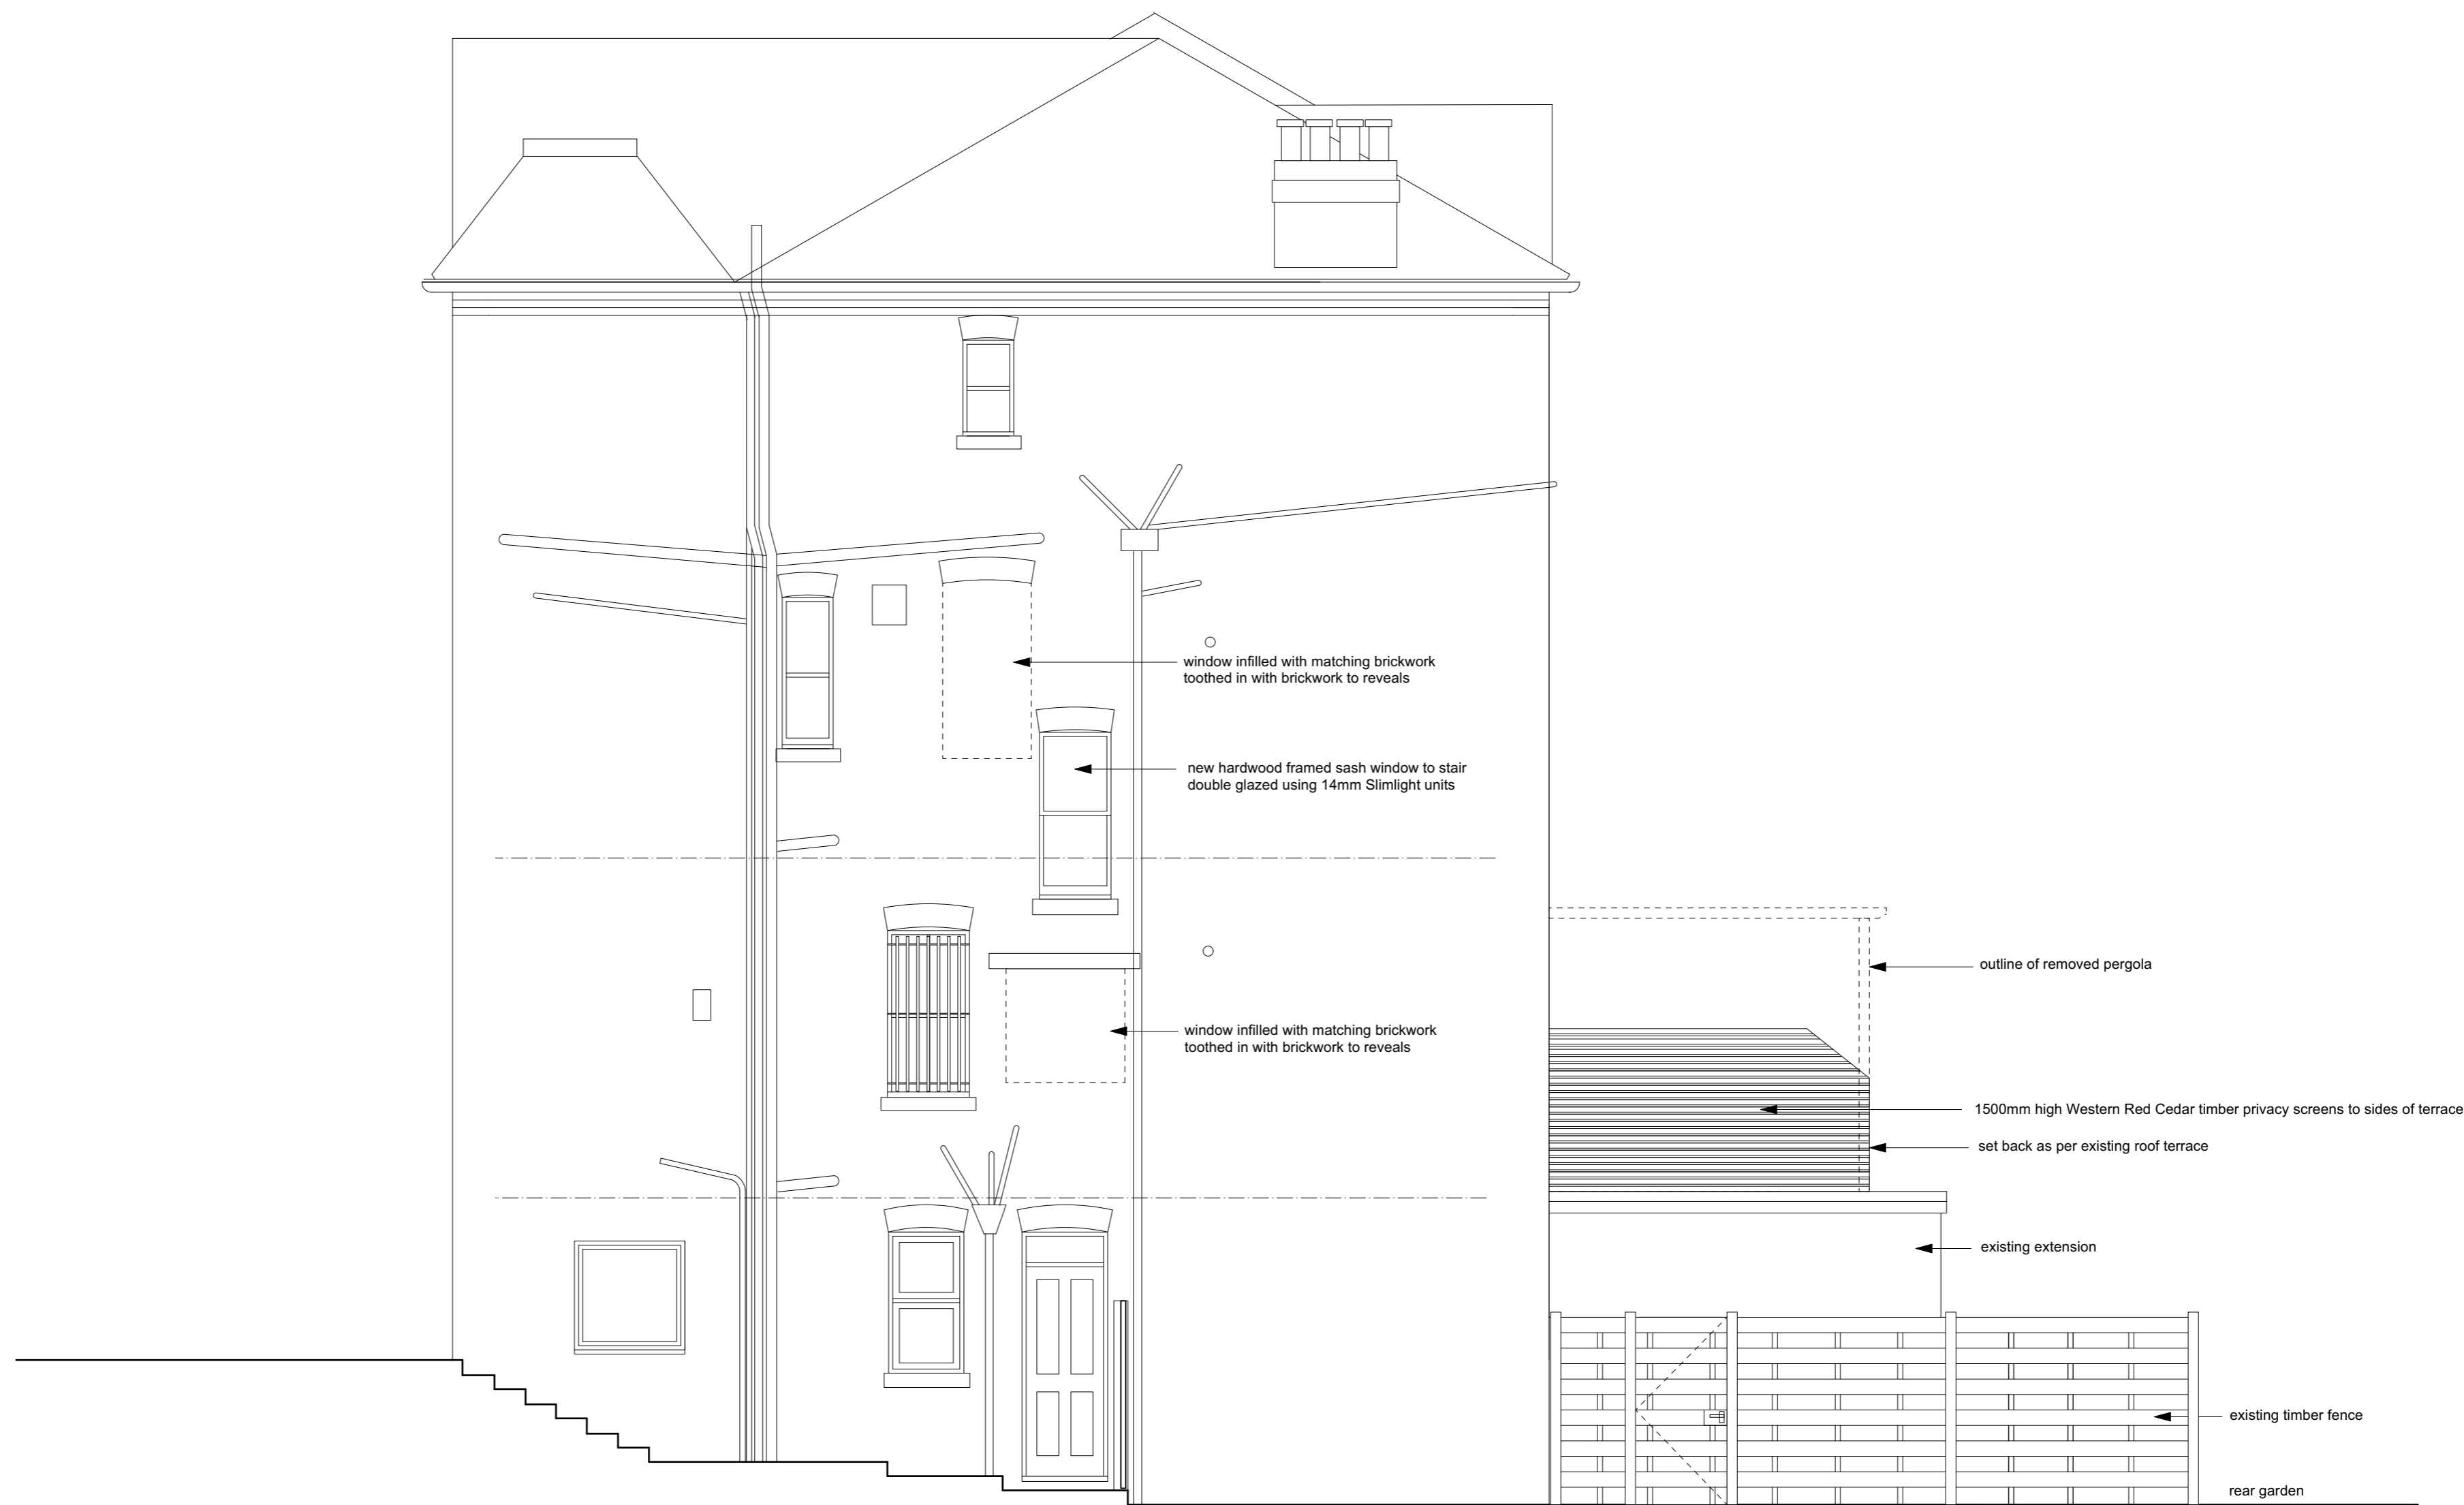 window infilled with matching brickwork
toothed in with brickwork to reveals
new hardwood framed sash window to stair
double glazed using 14mm Slimlight units
outline of removed pergola
window infilled with matching brickwork
toothed in with brickwork to reveals
1500mm high Western Red Cedar timber privacy screens to sides of terrace
set back as per existing roof terrace
existing extension
existing timber fence
rear garden